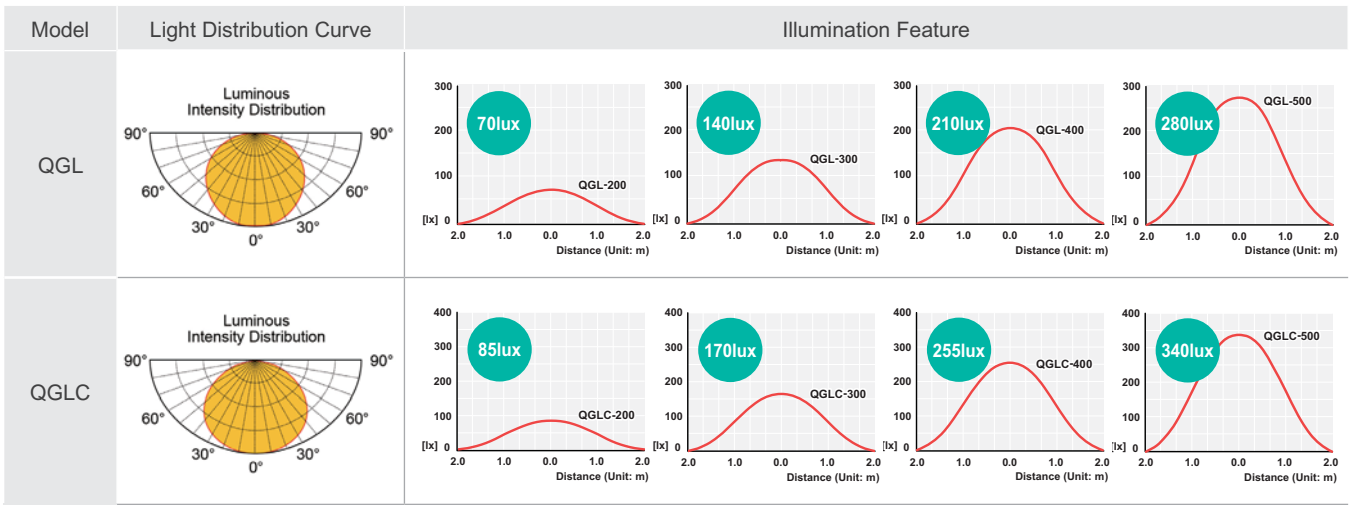 Model Light Distribution Curve Illumination Feature
QGL
Luminous
Intensity Distribution
90° 90°
60° 60°
30° 30°
0°
300
200
100
[lx] 0
70lux
QGL-200
2.0 1.0 0.0 1.0 2.0
Distance (Unit: m)
300
200
100
[lx] 0
140lux
QGL-300
2.0 1.0 0.0 1.0 2.0
Distance (Unit: m)
300
200
100
[lx] 0
210lux
QGL-400
2.0 1.0 0.0 1.0 2.0
Distance (Unit: m)
300
200
100
[lx] 0
280lux
QGL-500
2.0 1.0 0.0 1.0 2.0
Distance (Unit: m)
QGLC
Luminous
Intensity Distribution
90° 90°
60° 60°
30° 30°
0°
400
300
200
100
[lx] 0
85lux
QGLC-200
2.0 1.0 0.0 1.0 2.0
Distance (Unit: m)
400
300
200
100
[lx] 0
170lux
QGLC-300
2.0 1.0 0.0 1.0 2.0
Distance (Unit: m)
400
300
200
100
[lx] 0
255lux
QGLC-400
2.0 1.0 0.0 1.0 2.0
Distance (Unit: m)
400
300
200
100
[lx] 0
340lux
QGLC-500
2.0 1.0 0.0 1.0 2.0
Distance (Unit: m)